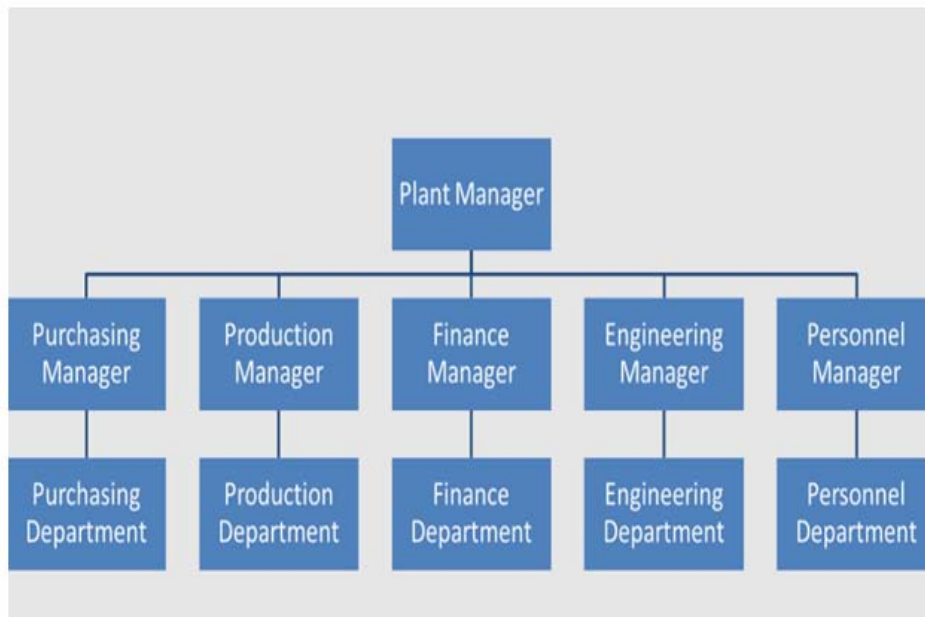 Plant Manager
Purchasing
Manager
Production
Manager
Finance
Manager
Engineering
Manager
Personnel
Manager
Purchasing
Department
Production
Department
Finance
Department
Engineering
Department
Personnel
Department